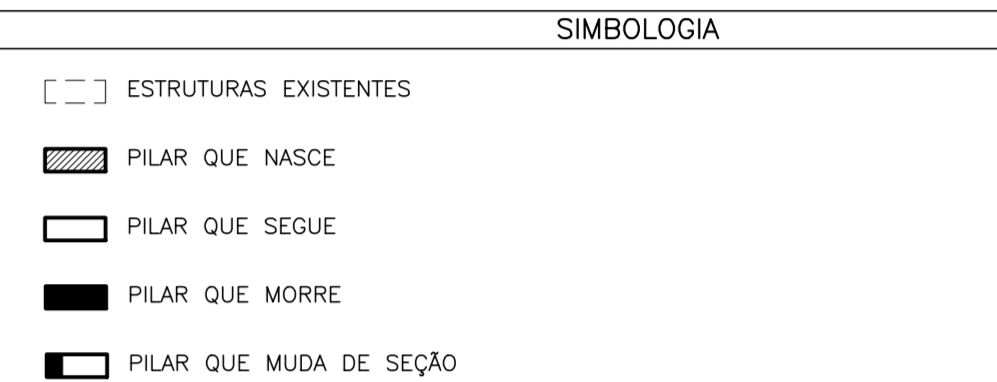 SIMBOLOGIA
ESTRUTURAS EXISTENTES
PILAR QUE NASCE
PILAR QUE SEGUE
PILAR QUE MORRE
PILAR QUE MUDA DE SEÇÃO